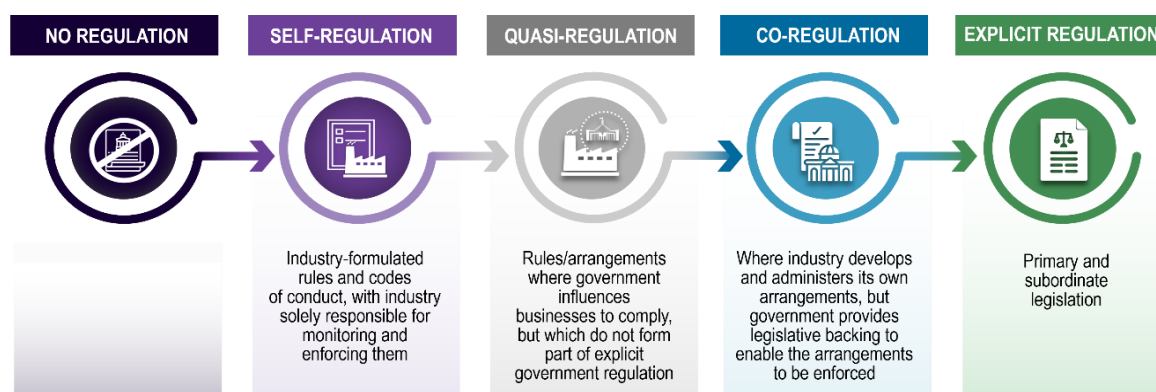 NO REGULATION
SELF-REGULATION
QUASI-REGULATION
CO-REGULATION
EXPLICIT REGULATION
Industry-formulated
rules and codes
of conduct, with industry
solely responsible for
monitoring and
enforcing them
Rules/arrangements
where government
influences
businesses to comply,
but which do not form
part of explicit
government regulation
Where industry develops
and administers its own
arrangements, but
government provides
legislative backing to
enable the arrangements
to be enforced
Primary and
subordinate
legislation